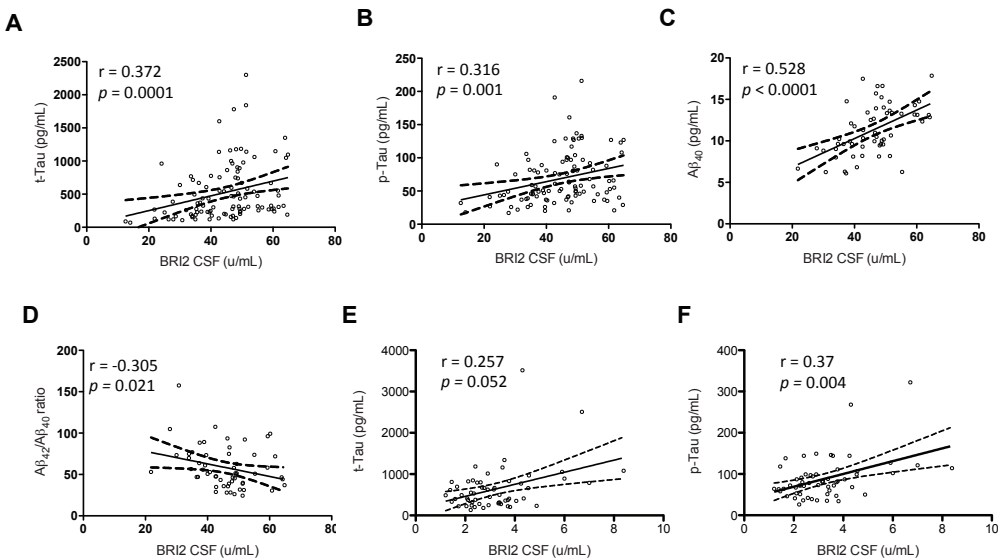 A
r = 0.372
p = 0.0001
t-Tau (pg/mL)
2500
2000
1500
1000
500
0
0 20 40 60 80
BRI2 CSF (u/mL)
B
r = 0.316
p = 0.001
p-Tau (pg/mL)
250
200
150
100
50
0
0 20 40 60 80
BRI2 CSF (u/mL)
C
r = 0.528
p < 0.0001
Aβ40 (pg/mL)
20
15
10
5
0
0 20 40 60 80
BRI2 CSF (u/mL)
D
r = -0.305
p = 0.021
Aβ42/Aβ40 ratio
200
150
100
50
0
0 20 40 60 80
BRI2 CSF (u/mL)
E
r = 0.257
p = 0.052
t-Tau (pg/mL)
4000
3000
2000
1000
0
0 2 4 6 8 10
BRI2 CSF (u/mL)
F
r = 0.37
p = 0.004
p-Tau (pg/mL)
400
300
200
100
0
0 2 4 6 8 10
BRI2 CSF (u/mL)